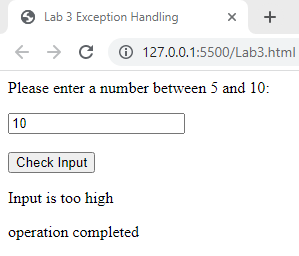 Lab 3 Exception Handling
127.0.0.1:5500/Lab3.html
Please enter a number between 5 and 10:
10
Check Input
Input is too high
operation completed